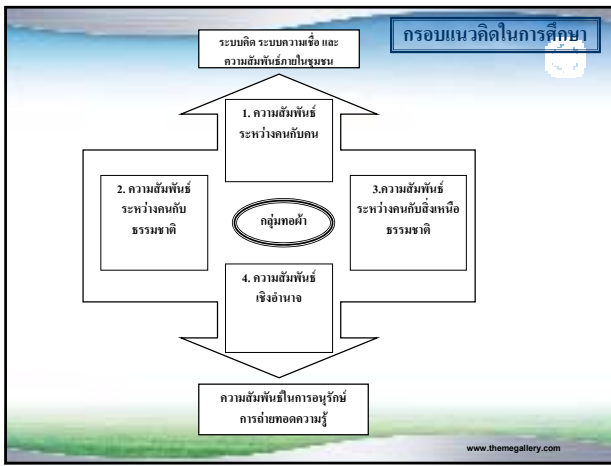 กรอบแนวคิดในการศึกษา
ระบบคิด ระบบความเชื่อ และ
ความสัมพันธ์ภายในชุมชน
1. ความสัมพันธ์
ระหว่างคนกับคน
2. ความสัมพันธ์
ระหว่างคนกับ
ธรรมชาติ
กลุ่มทอผ้า
3.ความสัมพันธ์
ระหว่างคนกับสิ่งเหนือ
ธรรมชาติ
4. ความสัมพันธ์
เชิงอำนาจ
ความสัมพันธ์ในการอนุรักษ์
การถ่ายทอดความรู้
www.themegallery.com